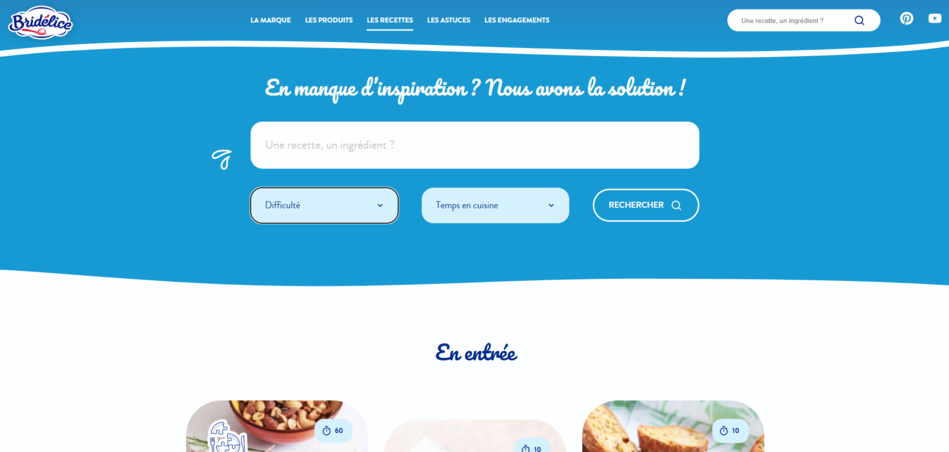 Bridélice
LA MARQUE LES PRODUITS LES RECETTES LES ASTUCES LES ENGAGEMENTS
Une recette, un ingrédient ?
En manque d'inspiration ? Nous avons la solution !
Une recette, un ingrédient ?
Difficulté
Temps en cuisine
RECHERCHER
En entrée
60
10
10